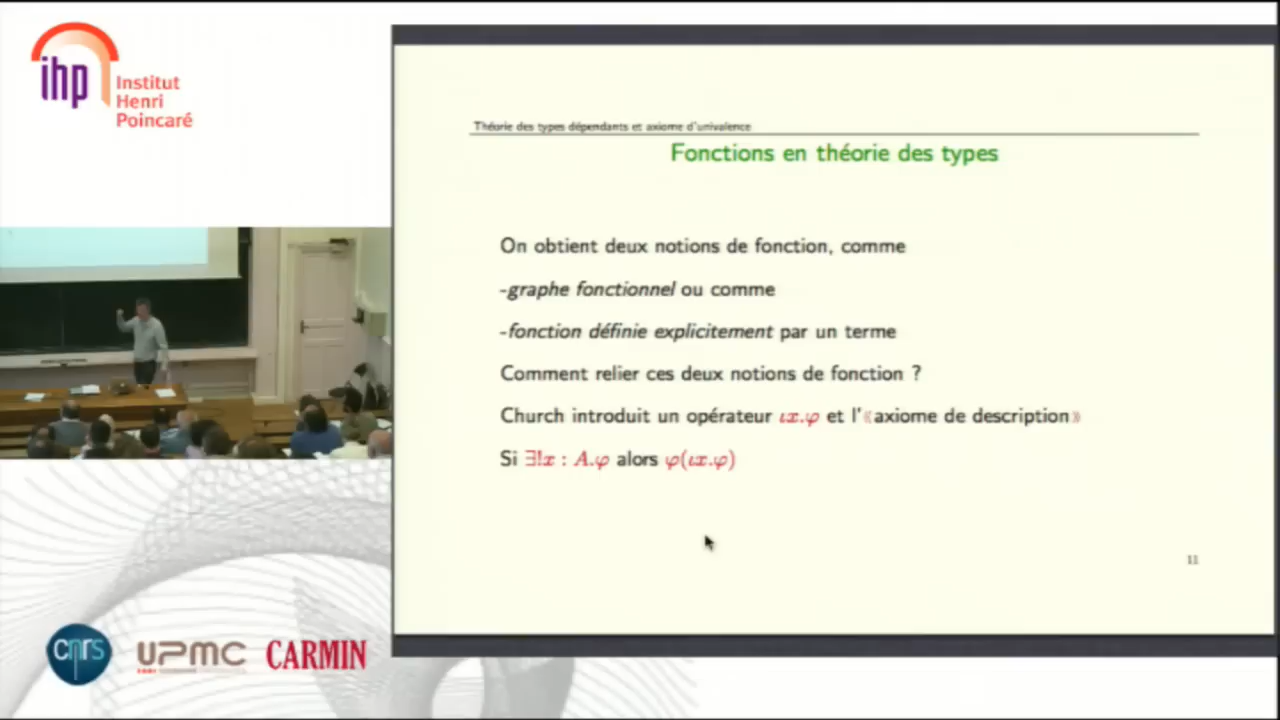 ihp
Institut
Henri
Poincaré
Théorie des types dépendants et axiome d'univalence
Fonctions en théorie des types
On obtient deux notions de fonction, comme
-graphe fonctionnel ou comme
-fonction définie explicitement par un terme
Comment relier ces deux notions de fonction ?
Church introduit un opérateur ιx.φ et l'«axiome de description»
Si ∃!x : A.φ alors φ(ιx.φ)
11
cnrs
UPMC
CARMIN